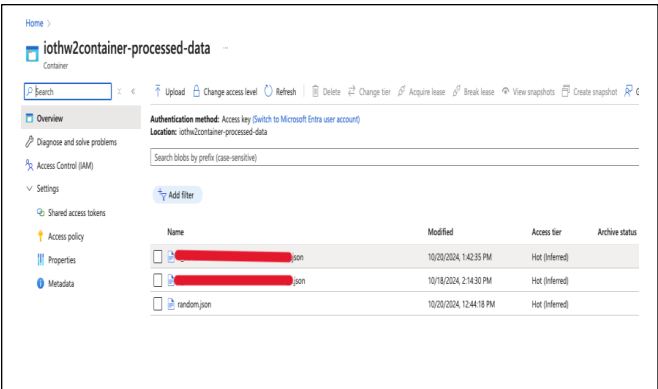 Home >
iothw2container-processed-data ...
Container
Search
Upload Change access level Refresh Delete Change tier Acquire lease Break lease View snapshots Create snapshot G
Overview
Diagnose and solve problems
Access Control (IAM)
Settings
Shared access tokens
Access policy
Properties
Metadata
Authentication method: Access key (Switch to Microsoft Entra user account)
Location: iothw2container-processed-data
Search blobs by prefix (case-sensitive)
Add filter
Name Modified Access tier Archive status
.json 10/20/2024, 1:42:35 PM Hot (Inferred)
.json 10/18/2024, 2:14:30 PM Hot (Inferred)
random.json 10/20/2024, 12:44:18 PM Hot (Inferred)